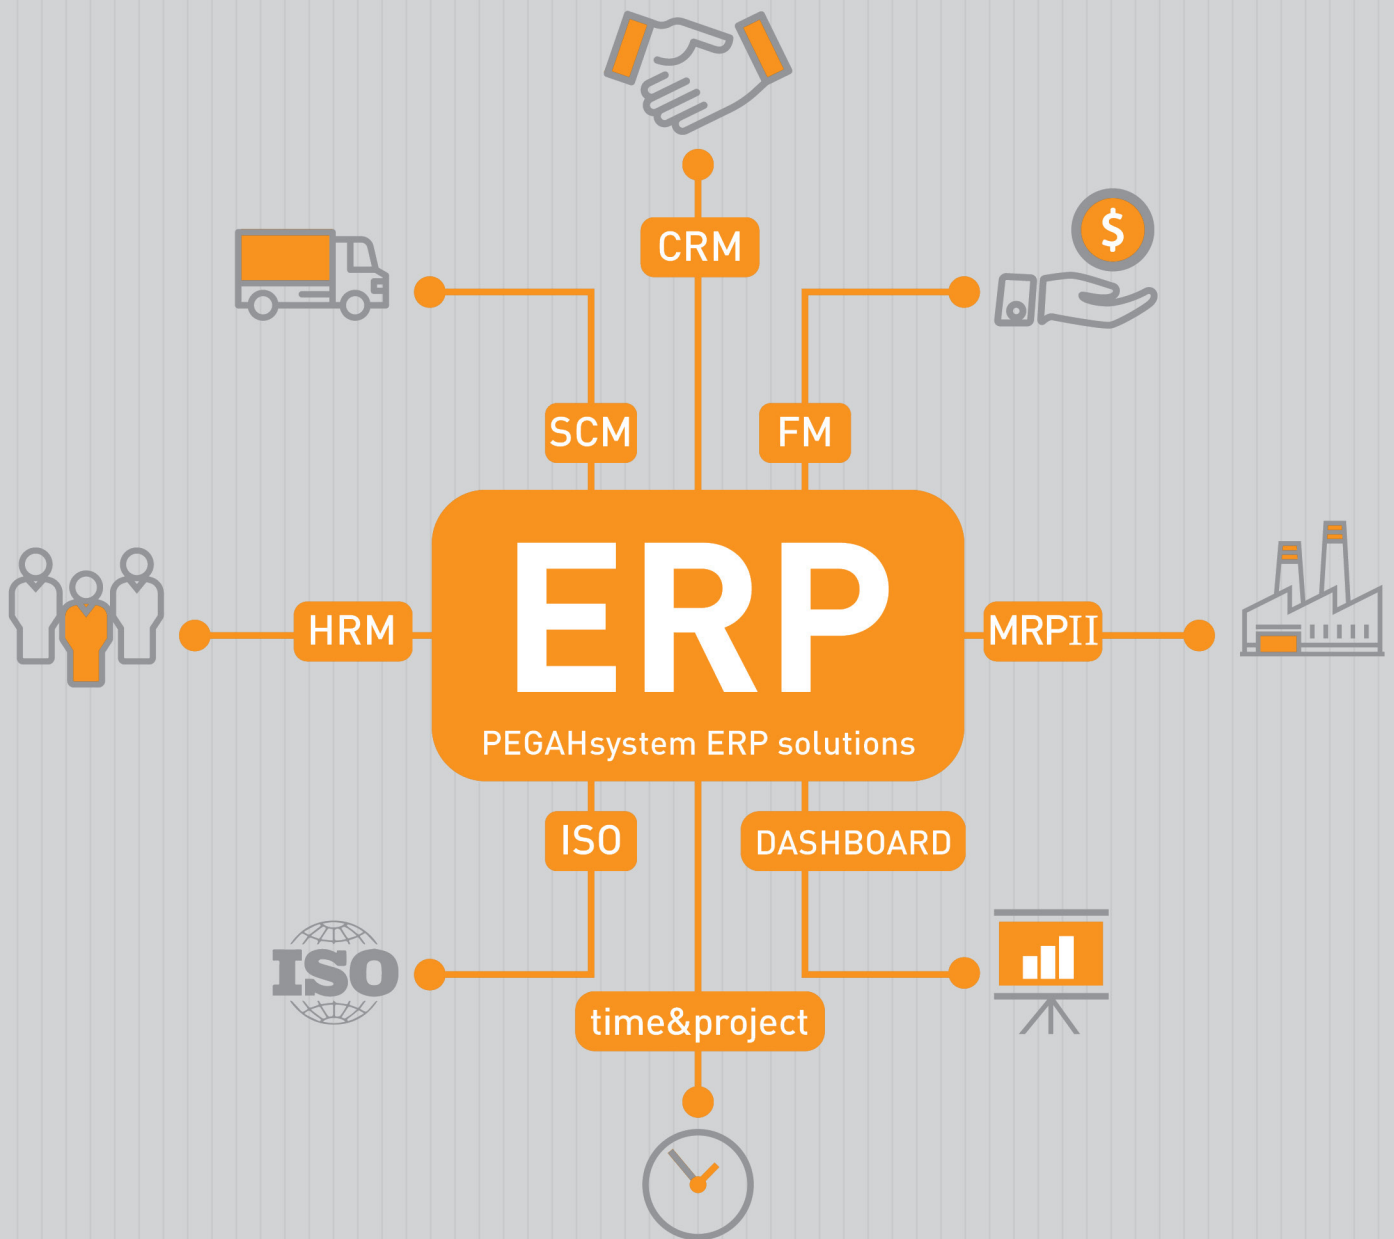 CRM
$
SCM
FM
ERP
PEGAHsystem ERP solutions
HRM
MRPII
ISO
DASHBOARD
ISO
time&project